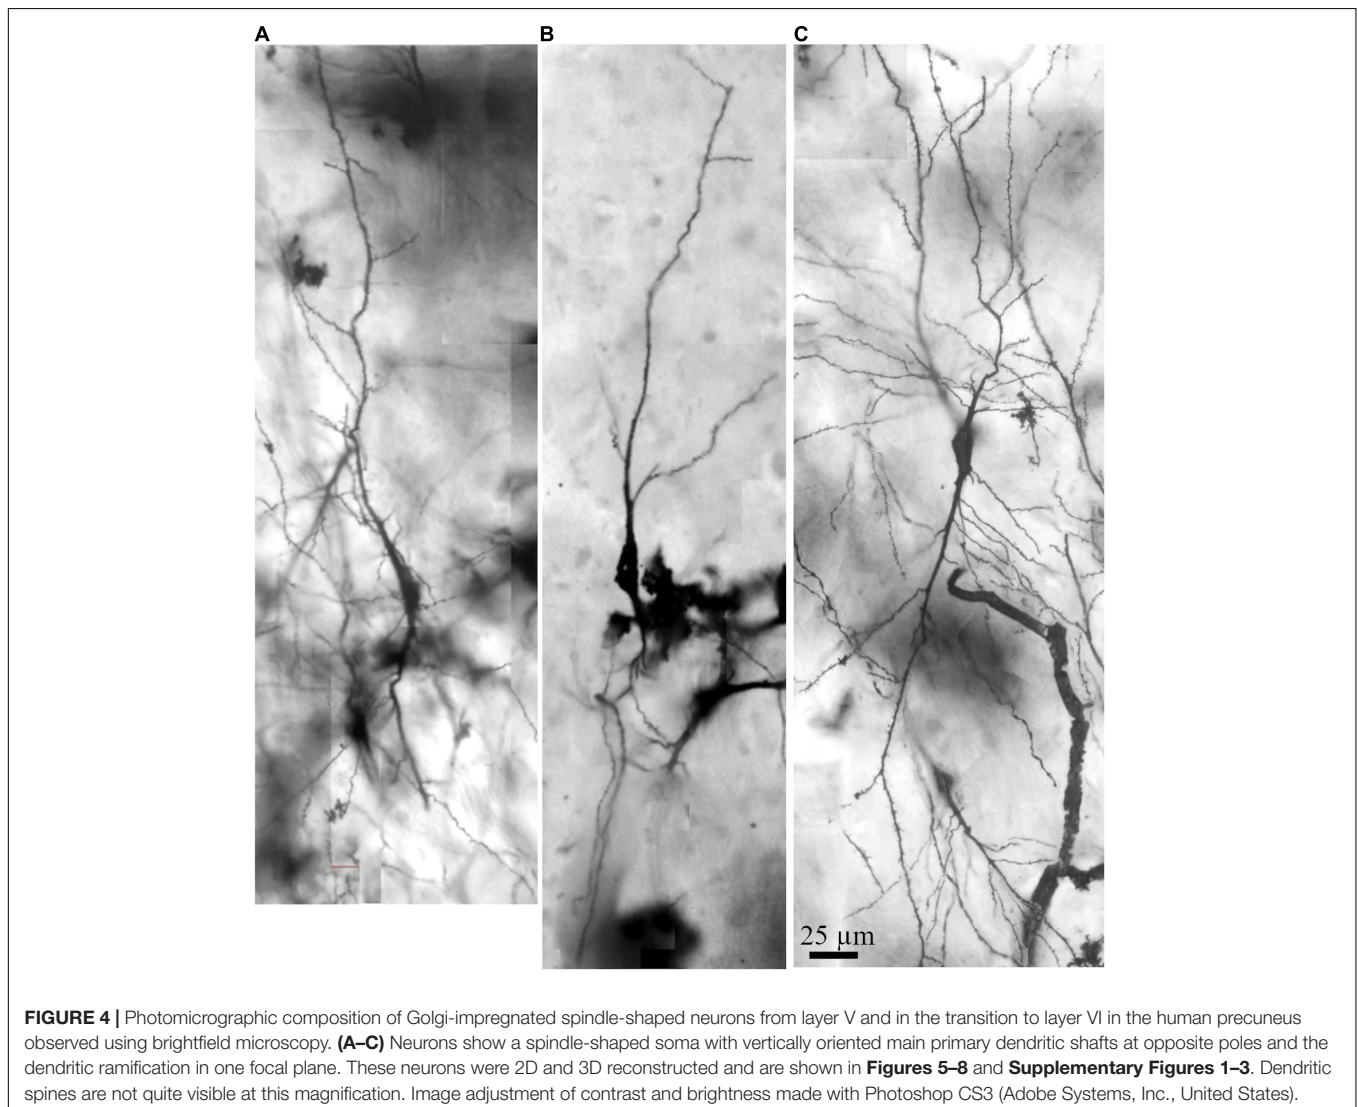 A
B
C
25 µm
FIGURE 4 | Photomicrographic composition of Golgi-impregnated spindle-shaped neurons from layer V and in the transition to layer VI in the human precuneus
observed using brightfield microscopy. (A–C) Neurons show a spindle-shaped soma with vertically oriented main primary dendritic shafts at opposite poles and the
dendritic ramification in one focal plane. These neurons were 2D and 3D reconstructed and are shown in Figures 5–8 and Supplementary Figures 1–3. Dendritic
spines are not quite visible at this magnification. Image adjustment of contrast and brightness made with Photoshop CS3 (Adobe Systems, Inc., United States).